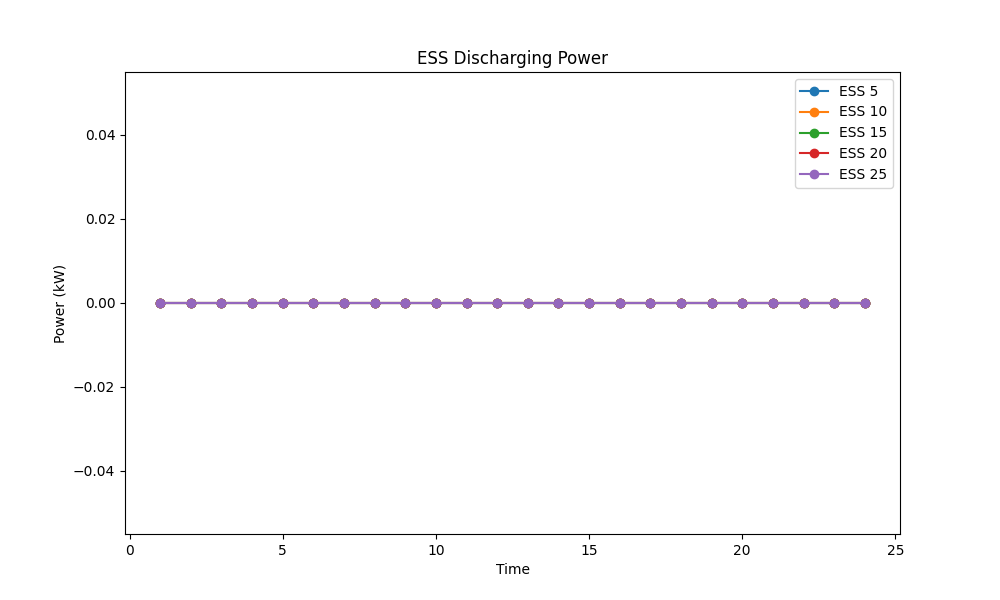 ESS Discharging Power
ESS 5
ESS 10
ESS 15
ESS 20
ESS 25
Power (kW)
0.04
0.02
0.00
−0.02
−0.04
0 5 10 15 20 25
Time